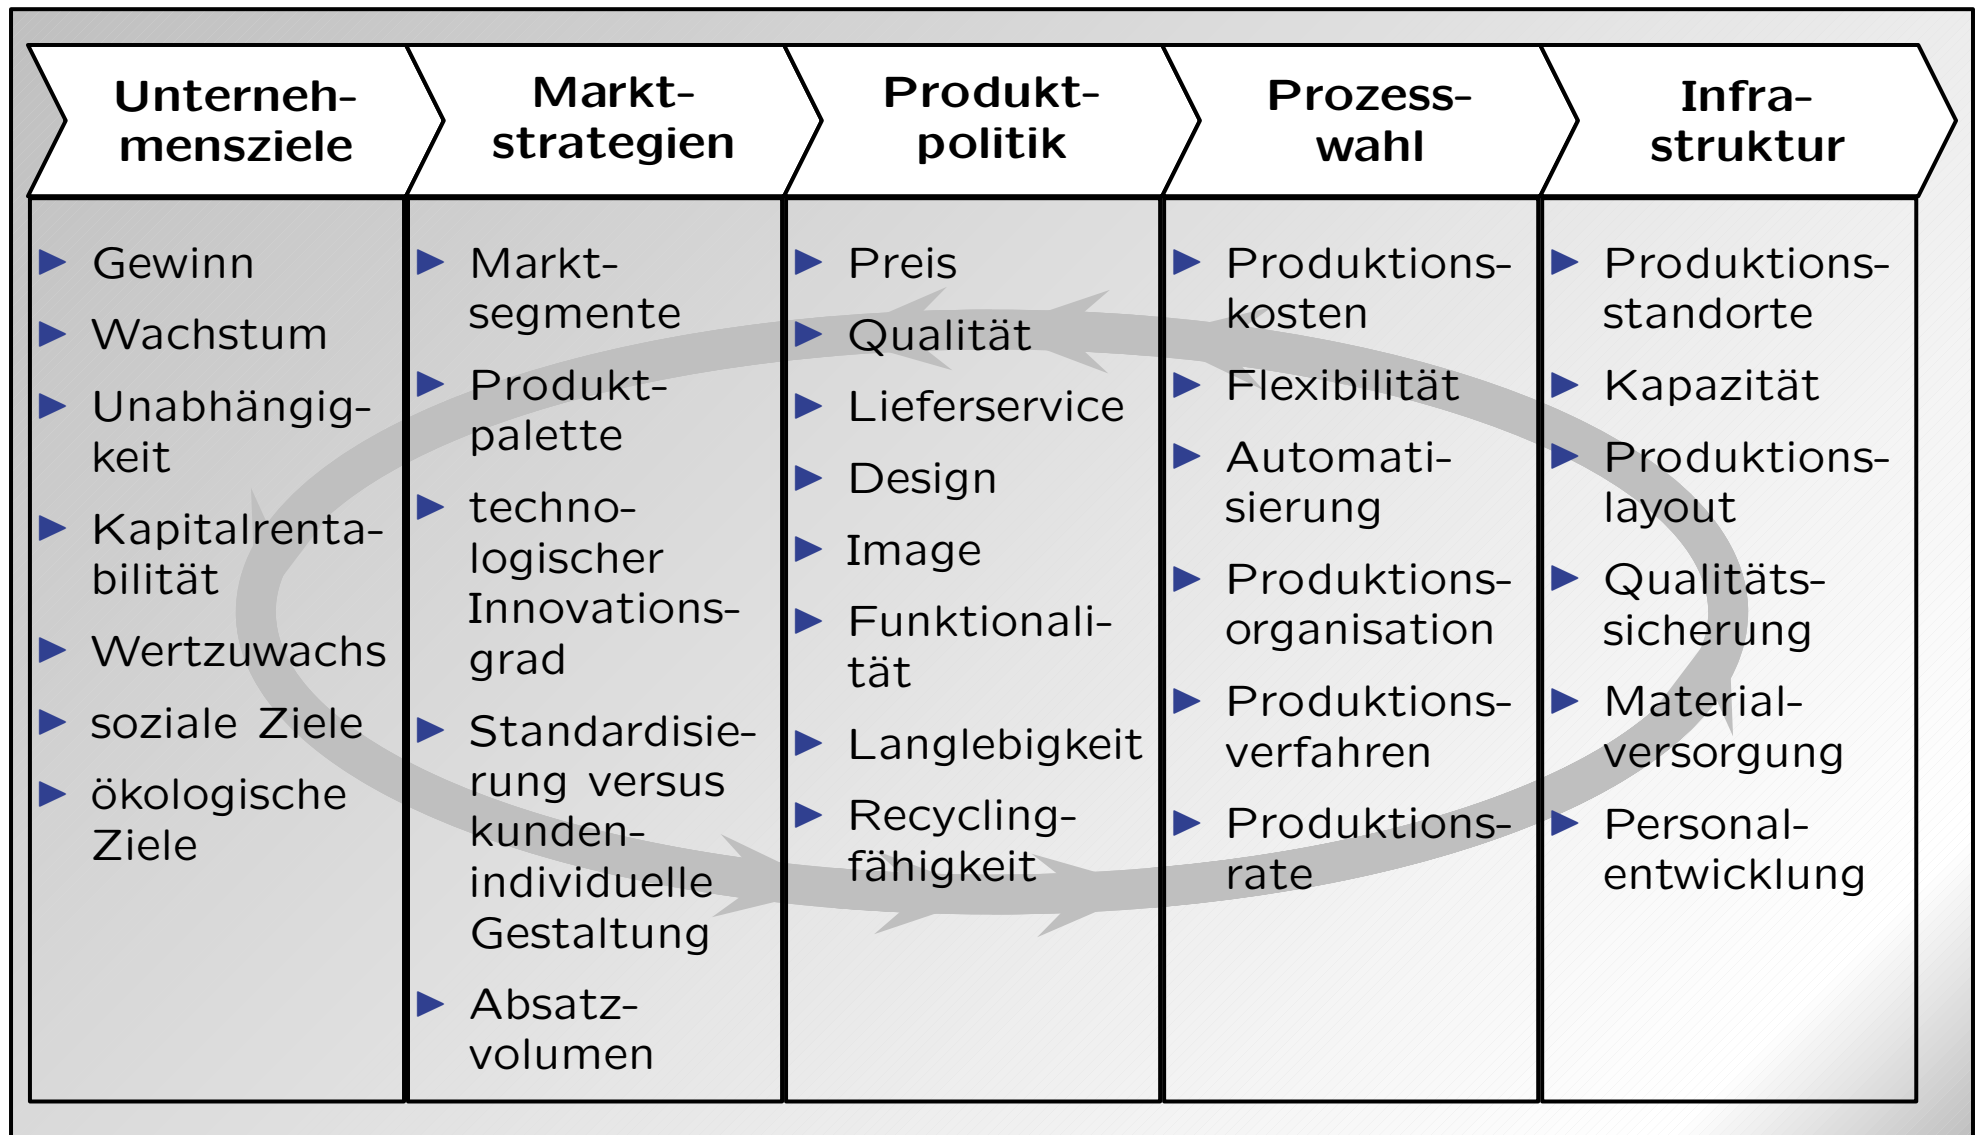 Unterneh-
mensziele
Markt-
strategien
Produkt-
politik
Prozess-
wahl
Infra-
struktur
Gewinn
Wachstum
Unabhängig-
keit
Kapitalrenta-
bilität
Wertzuwachs
soziale Ziele
ökologische
Ziele
Markt-
segmente
Produkt-
palette
techno-
logischer
Innovations-
grad
Standardisie-
rung versus
kunden-
individuelle
Gestaltung
Absatz-
volumen
Preis
Qualität
Lieferservice
Design
Image
Funktionali-
tät
Langlebigkeit
Recycling-
fähigkeit
Produktions-
kosten
Flexibilität
Automati-
sierung
Produktions-
organisation
Produktions-
verfahren
Produktions-
rate
Produktions-
standorte
Kapazität
Produktions-
layout
Qualitäts-
sicherung
Material-
versorgung
Personal-
entwicklung